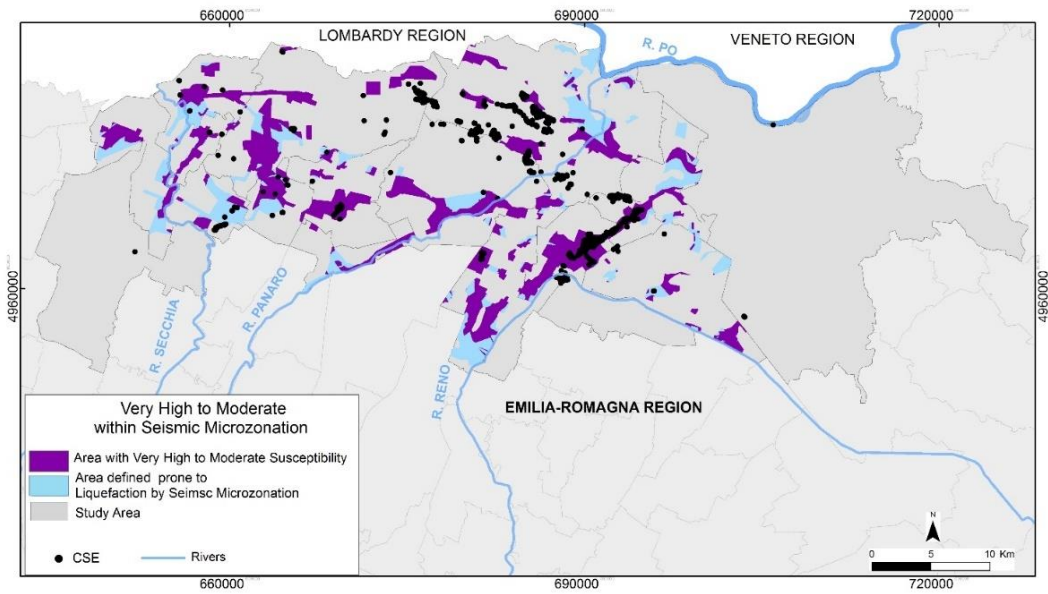 660000
690000
720000
LOMBARDY REGION
VENETO REGION
R. PO
4960000
4960000
R. SECCHIA
R. PANARO
R. RENO
EMILIA-ROMAGNA REGION
Very High to Moderate
within Seismic Microzonation
Area with Very High to Moderate Susceptibility
Area defined prone to
Liquefaction by Seimsc Microzonation
Study Area
CSE
Rivers
N
0 5 10 Km
660000
690000
720000